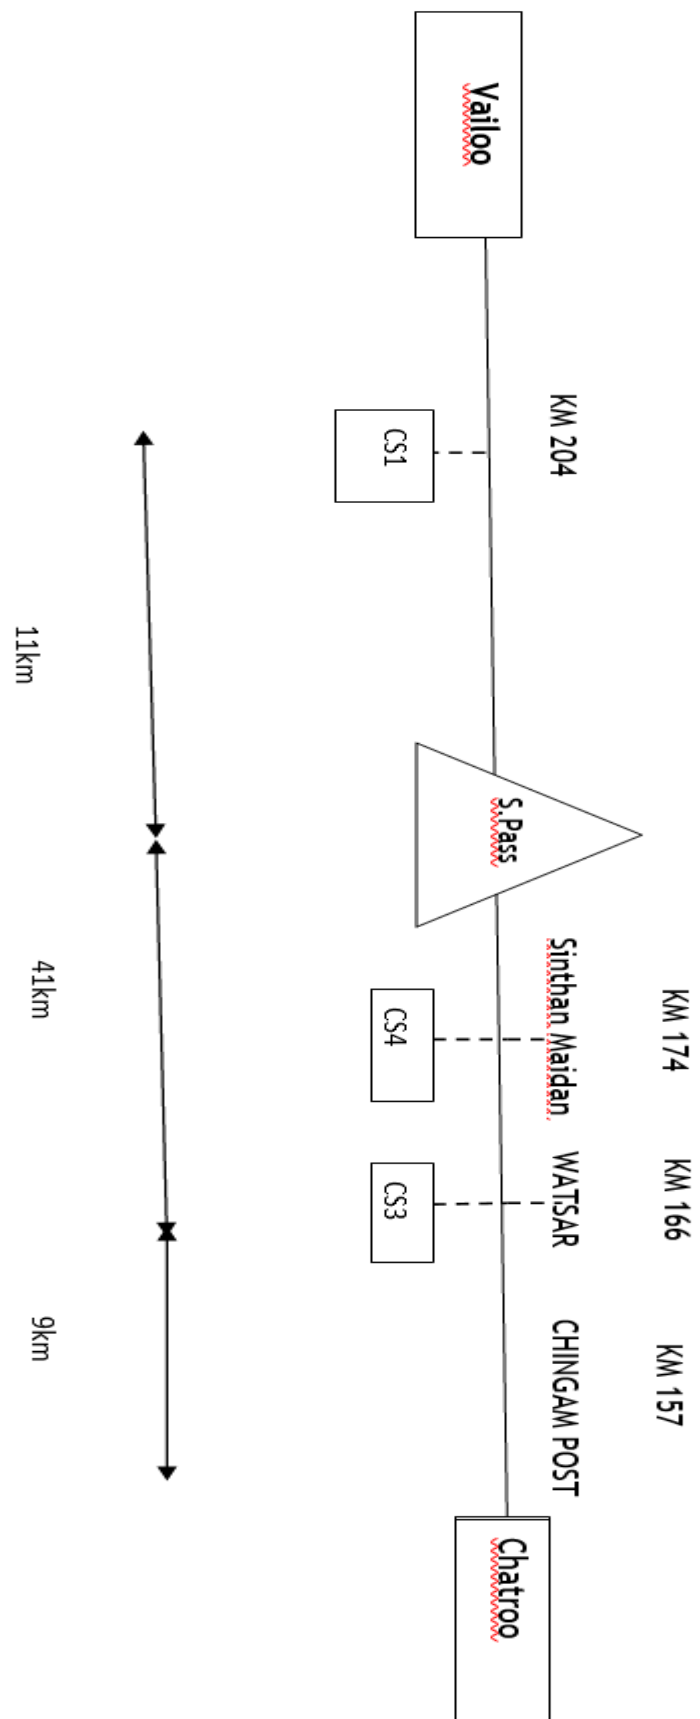 Vailoo
KM 204
CS1
11km
S.Pass
41km
KM 174
Sinthan Maidan
CS4
KM 166
WATSAR
CS3
9km
KM 157
CHINGAM POST
Chatroo